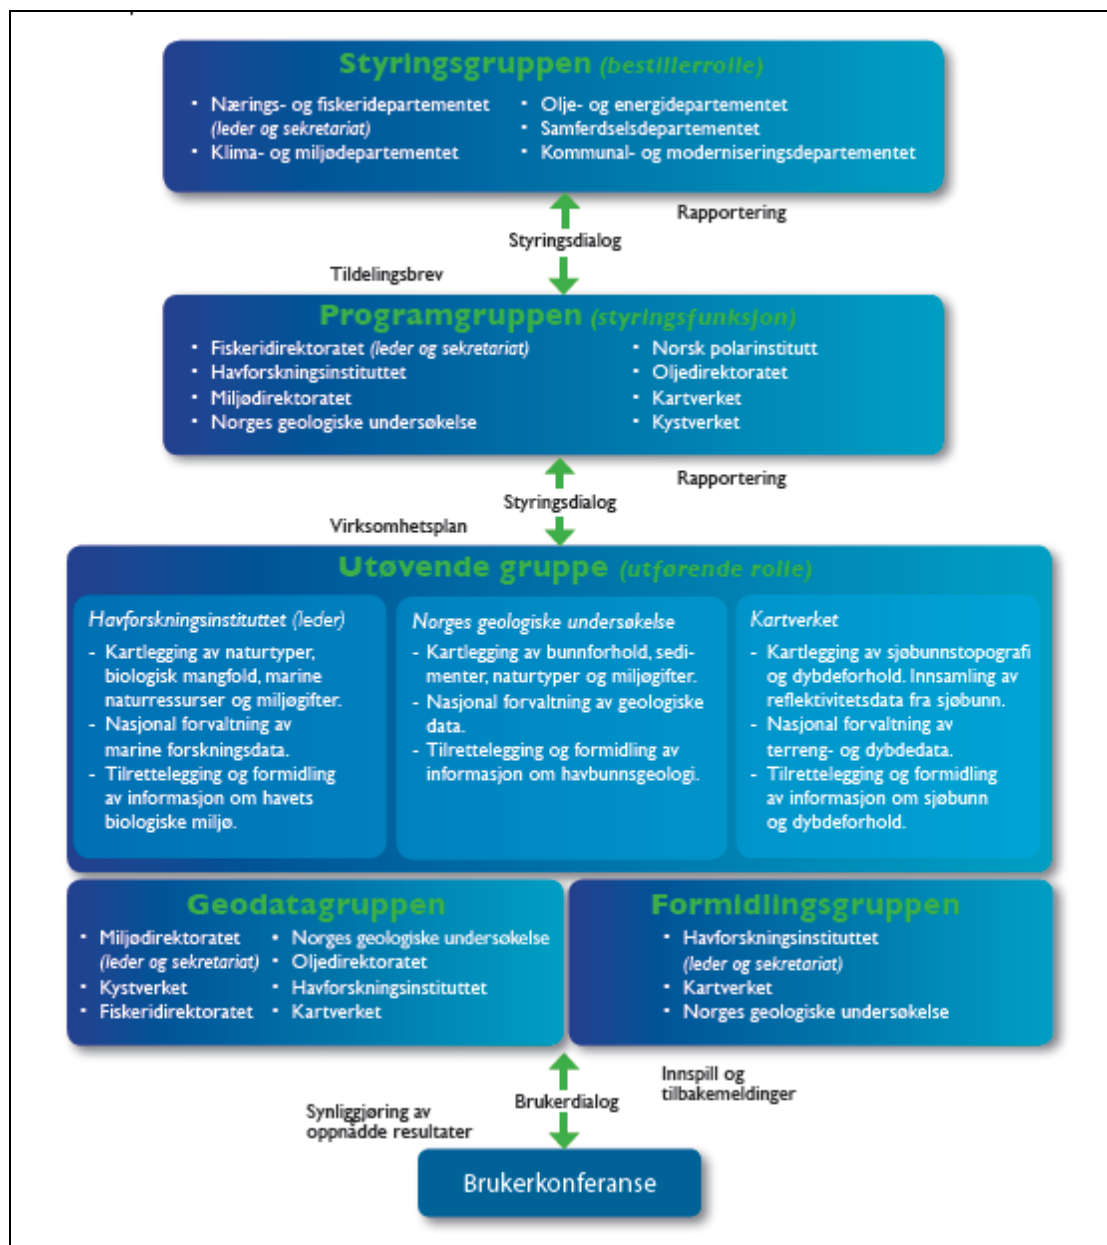 Styringsgruppen (bestillerrolle)
• Nærings- og fiskeridepartementet
(leder og sekretariat)
• Klima- og miljødepartementet
• Olje- og energidepartementet
• Samferdselsdepartementet
• Kommunal- og moderniseringsdepartementet
Rapportering
Styringsdialog
Tildelingsbrev
Programgruppen (styringsfunksjon)
• Fiskeridirektoratet (leder og sekretariat)
• Havforskningsinstituttet
• Miljødirektoratet
• Norges geologiske undersøkelse
• Norsk polarinstitutt
• Oljedirektoratet
• Kartverket
• Kystverket
Rapportering
Styringsdialog
Virksomhetsplan
Utøvende gruppe (utførende rolle)
Havforskningsinstituttet (leder)
- Kartlegging av naturtyper,
biologisk mangfold, marine
naturressurser og miljøgifter.
- Nasjonal forvaltning av
marine forskningsdata.
- Tilrettelegging og formidling
av informasjon om havets
biologiske miljø.
Norges geologiske undersøkelse
- Kartlegging av bunnforhold, sedi-
menter, naturtyper og miljøgifter.
- Nasjonal forvaltning av geologiske
data.
- Tilrettelegging og formidling av
informasjon om havbunnsgeologi.
Kartverket
- Kartlegging av sjøbunnstopografi
og dybdeforhold. Innsamling av
reflektivitetsdata fra sjøbunn.
- Nasjonal forvaltning av
terreng- og dybdedata.
- Tilrettelegging og formidling
av informasjon om sjøbunn
og dybdeforhold.
Geodatagruppen
• Miljødirektoratet
(leder og sekretariat)
• Kystverket
• Fiskeridirektoratet
• Norges geologiske undersøkelse
• Oljedirektoratet
• Havforskningsinstituttet
• Kartverket
Formidlingsgruppen
• Havforskningsinstituttet
(leder og sekretariat)
• Kartverket
• Norges geologiske undersøkelse
Innspill og
tilbakemeldinger
Brukerdialog
Synliggjøring av
oppnådde resultater
Brukerkonferanse